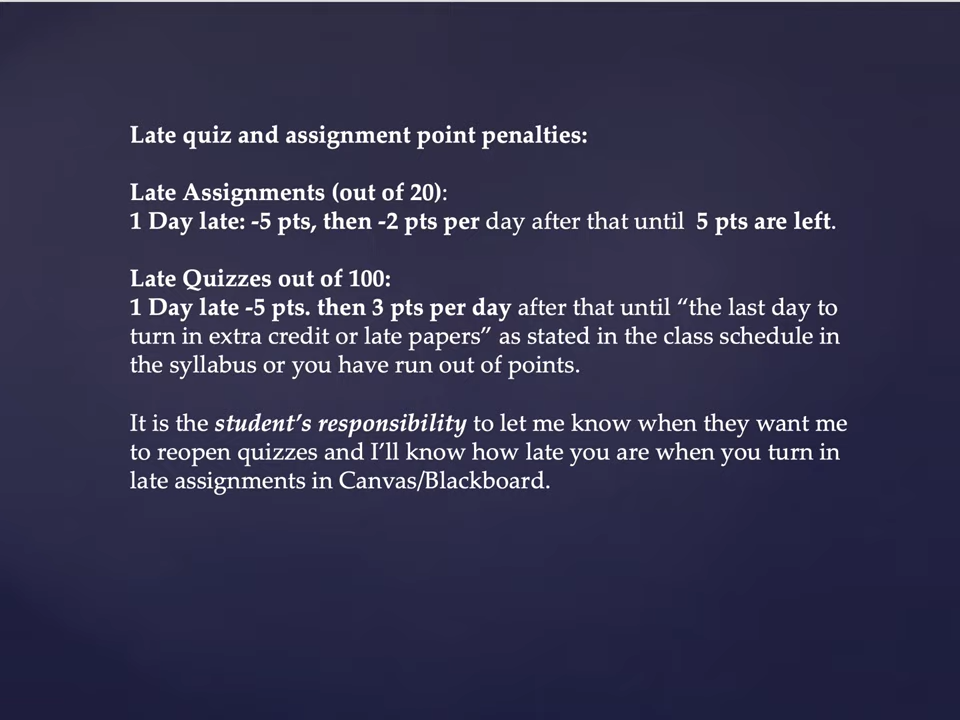 Late quiz and assignment point penalties:
Late Assignments (out of 20):
1 Day late: -5 pts, then -2 pts per day after that until 5 pts are left.
Late Quizzes out of 100:
1 Day late -5 pts. then 3 pts per day after that until “the last day to
turn in extra credit or late papers” as stated in the class schedule in
the syllabus or you have run out of points.
It is the student’s responsibility to let me know when they want me
to reopen quizzes and I’ll know how late you are when you turn in
late assignments in Canvas/Blackboard.